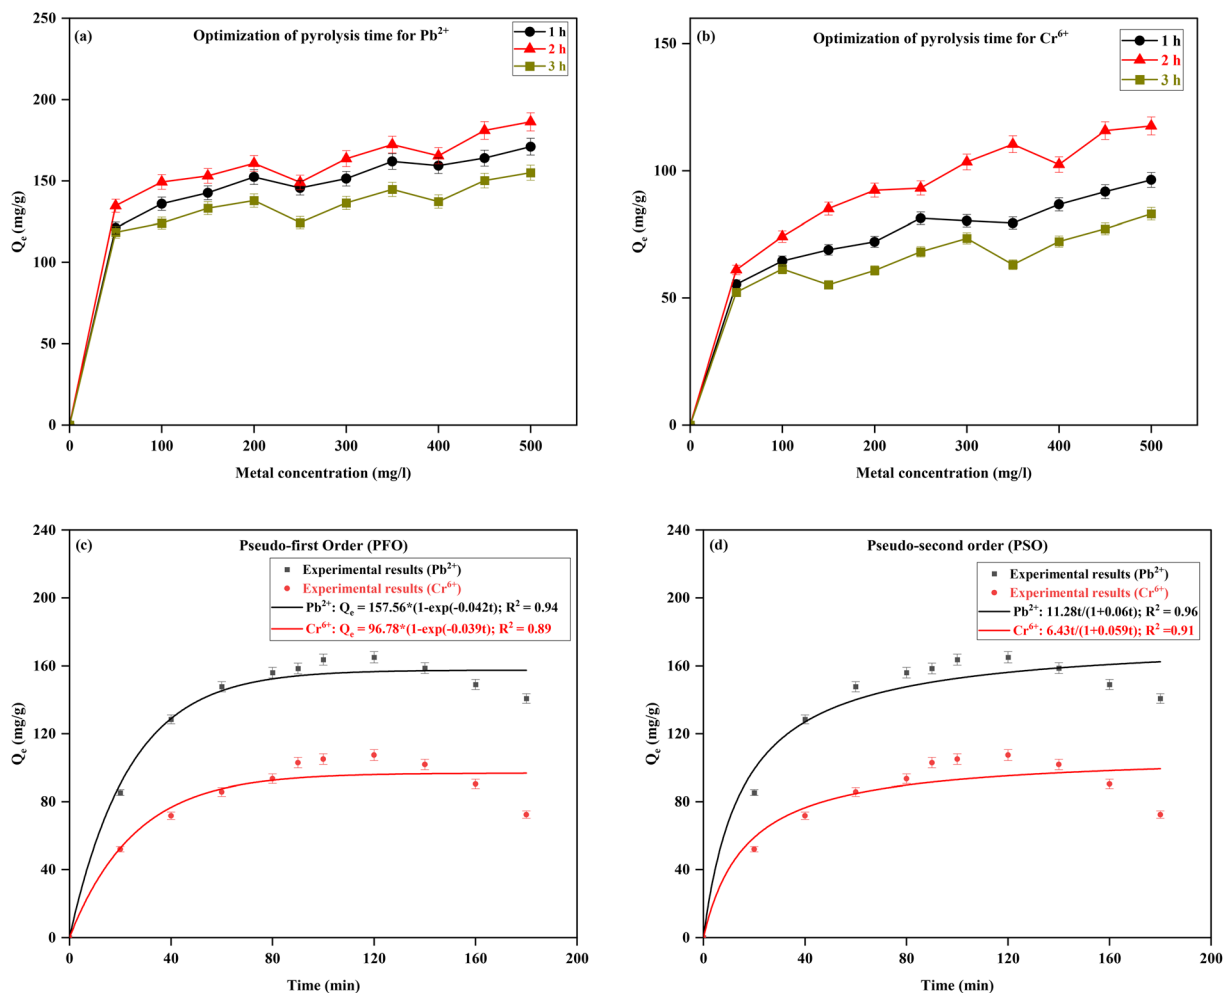 (a)
Optimization of pyrolysis time for Pb²⁺
1 h
2 h
3 h
250
200
150
100
50
0
Qₑ (mg/g)
0 100 200 300 400 500
Metal concentration (mg/l)
(b)
Optimization of pyrolysis time for Cr⁶⁺
1 h
2 h
3 h
150
100
50
0
Qₑ (mg/g)
0 100 200 300 400 500
Metal concentration (mg/l)
(c)
Pseudo-first Order (PFO)
Experimental results (Pb²⁺)
Experimental results (Cr⁶⁺)
Pb²⁺: Qₑ = 157.56*(1-exp(-0.042t); R² = 0.94
Cr⁶⁺: Qₑ = 96.78*(1-exp(-0.039t); R² = 0.89
240
200
160
120
80
40
0
Qₑ (mg/g)
0 40 80 120 160 200
Time (min)
(d)
Pseudo-second order (PSO)
Experimental results (Pb²⁺)
Experimental results (Cr⁶⁺)
Pb²⁺: 11.28t/(1+0.06t); R² = 0.96
Cr⁶⁺: 6.43t/(1+0.059t); R² =0.91
240
200
160
120
80
40
0
Qₑ (mg/g)
0 40 80 120 160 200
Time (min)